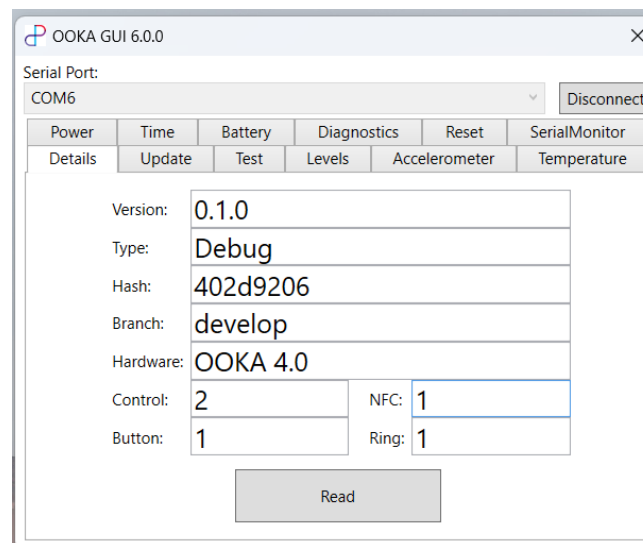 OOKA GUI 6.0.0
Serial Port:
COM6 Disconnect
Power Time Battery Diagnostics Reset SerialMonitor
Details Update Test Levels Accelerometer Temperature
Version: 0.1.0
Type: Debug
Hash: 402d9206
Branch: develop
Hardware: OOKA 4.0
Control: 2 NFC: 1
Button: 1 Ring: 1
Read